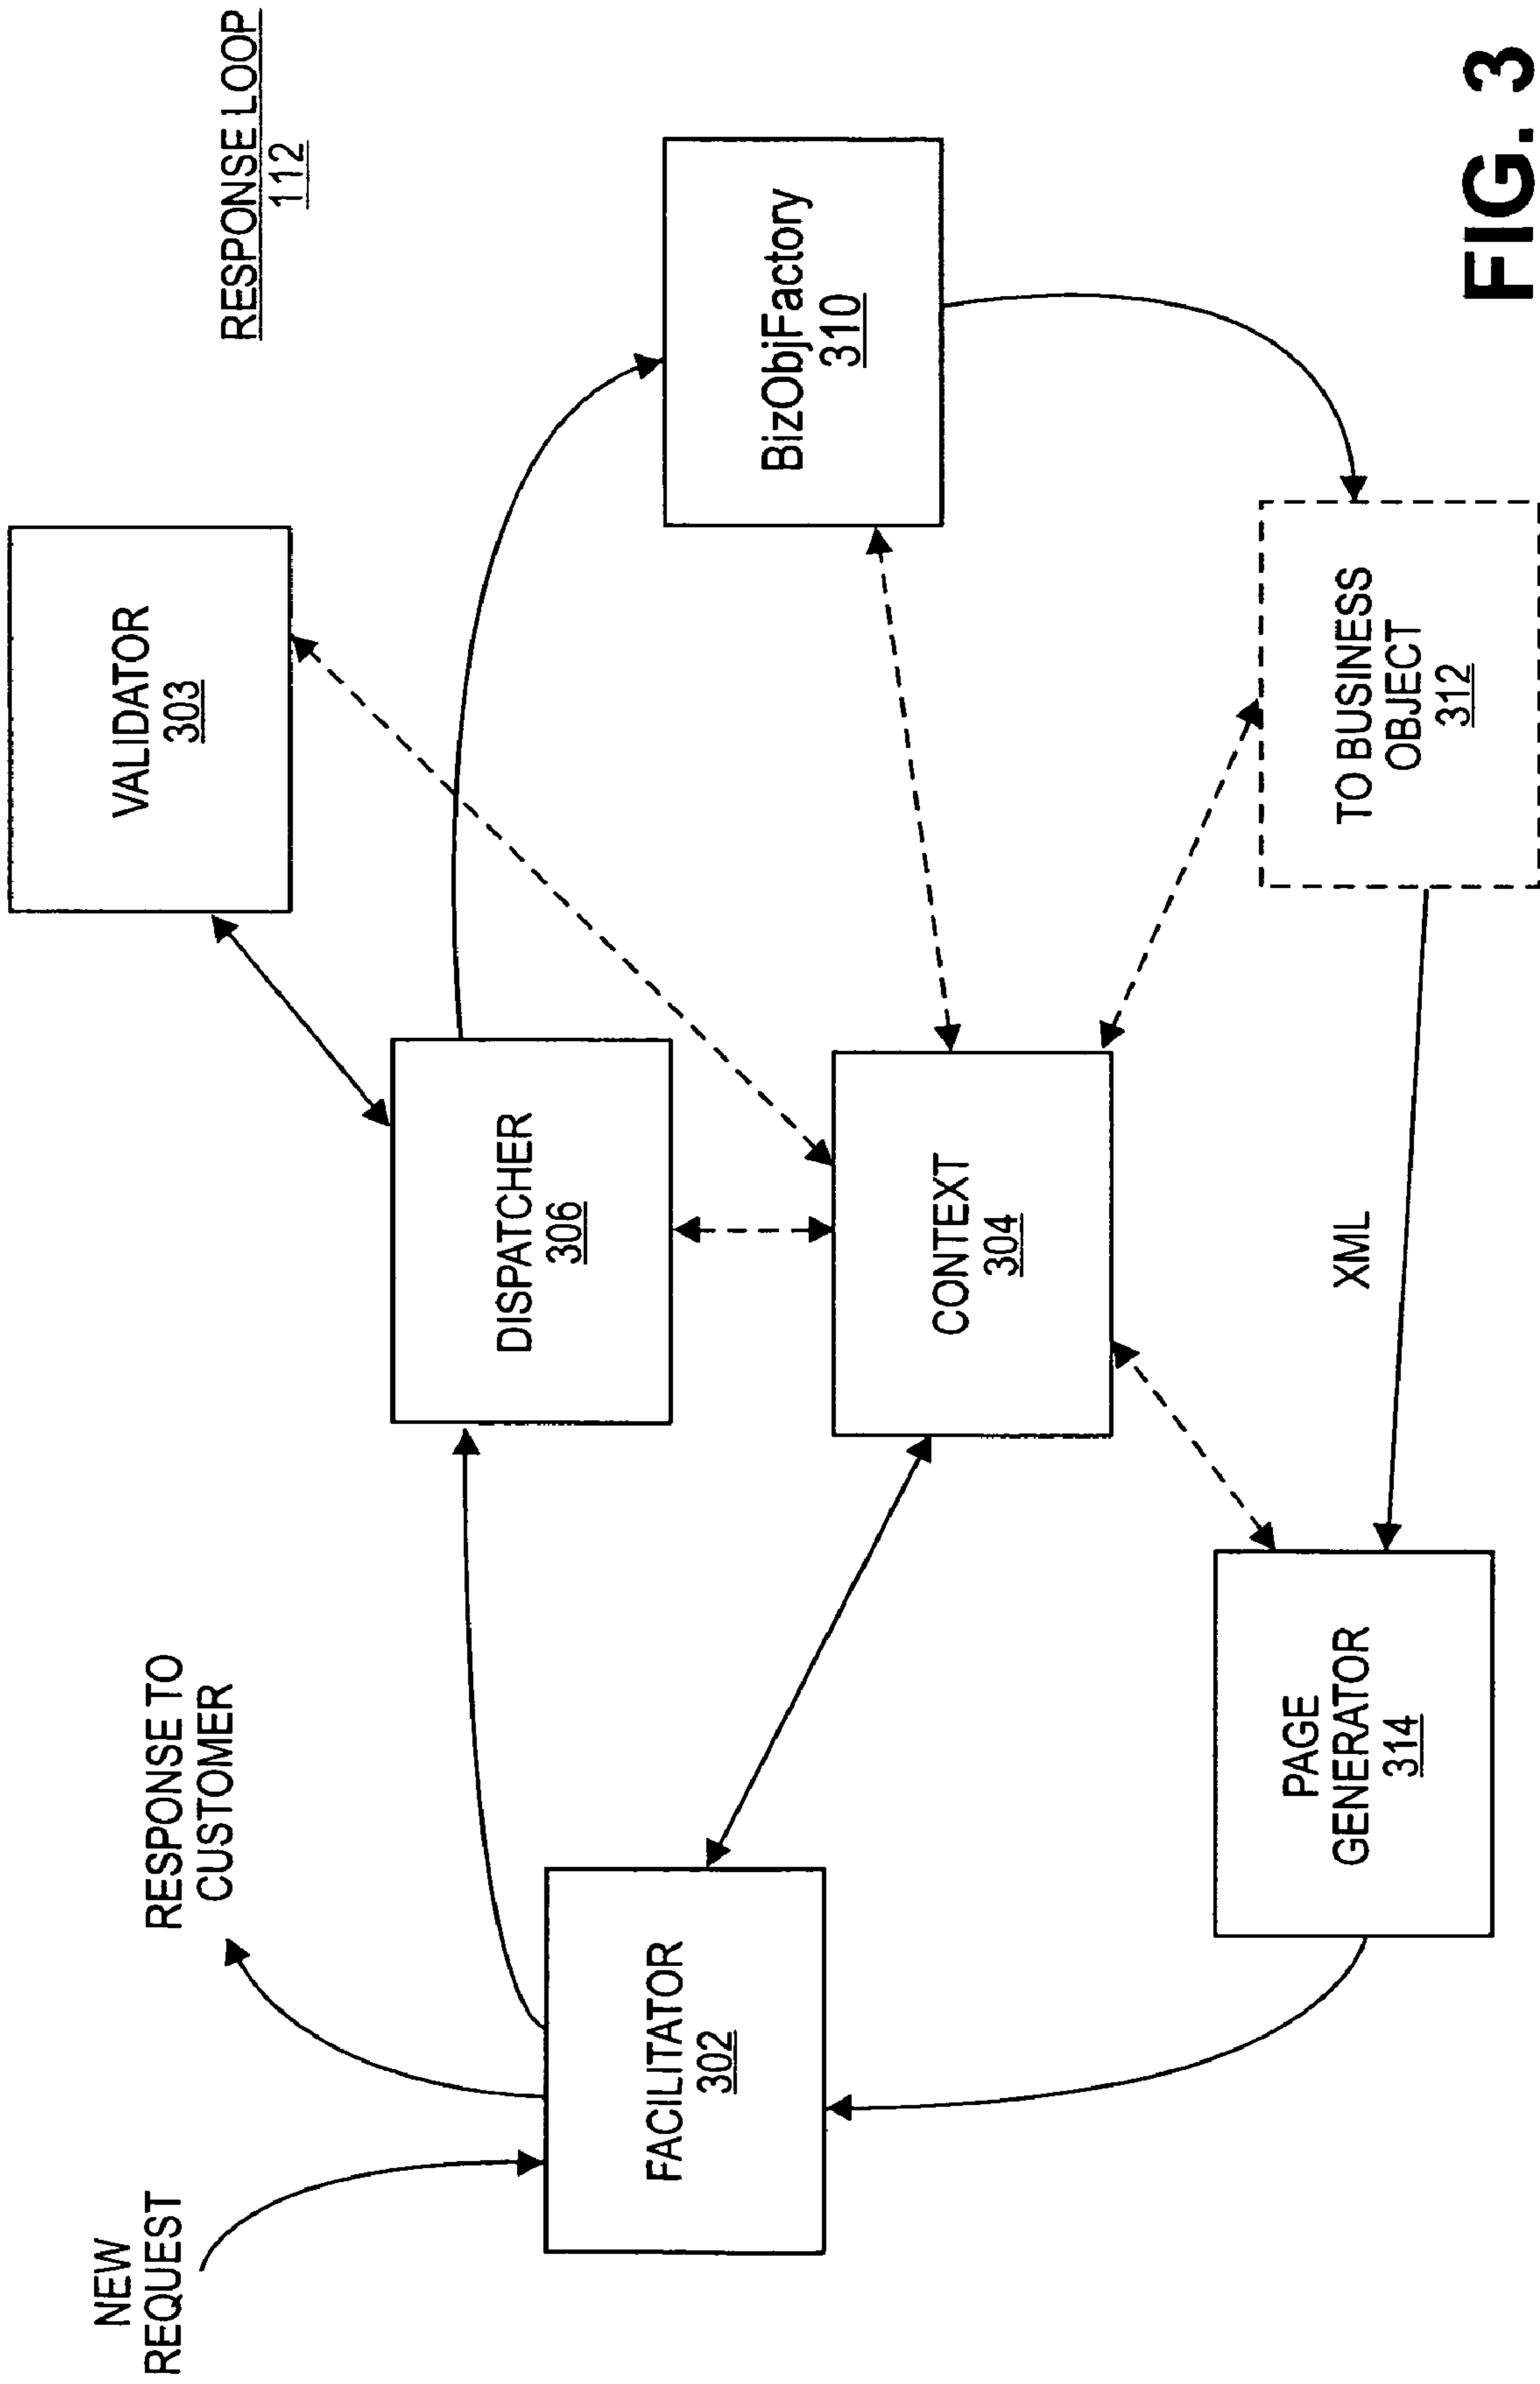 RESPONSE LOOP
112
VALIDATOR
303
NEW
REQUEST
RESPONSE TO
CUSTOMER
DISPATCHER
306
FACILITATOR
302
BizObjFactory
310
CONTEXT
304
PAGE
GENERATOR
314
XML
TO BUSINESS
OBJECT
312
FIG. 3